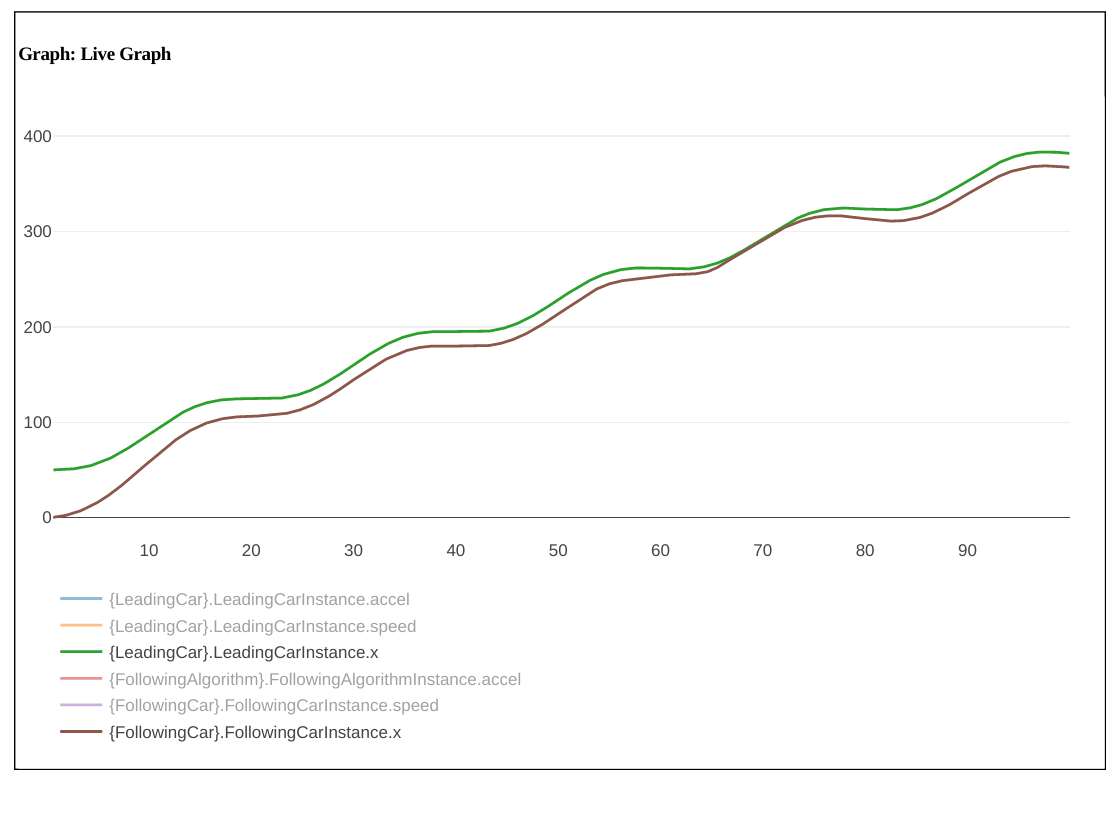 Graph: Live Graph
400
300
200
100
0
10 20 30 40 50 60 70 80 90
{LeadingCar}.LeadingCarInstance.accel
{LeadingCar}.LeadingCarInstance.speed
{LeadingCar}.LeadingCarInstance.x
{FollowingAlgorithm}.FollowingAlgorithmInstance.accel
{FollowingCar}.FollowingCarInstance.speed
{FollowingCar}.FollowingCarInstance.x